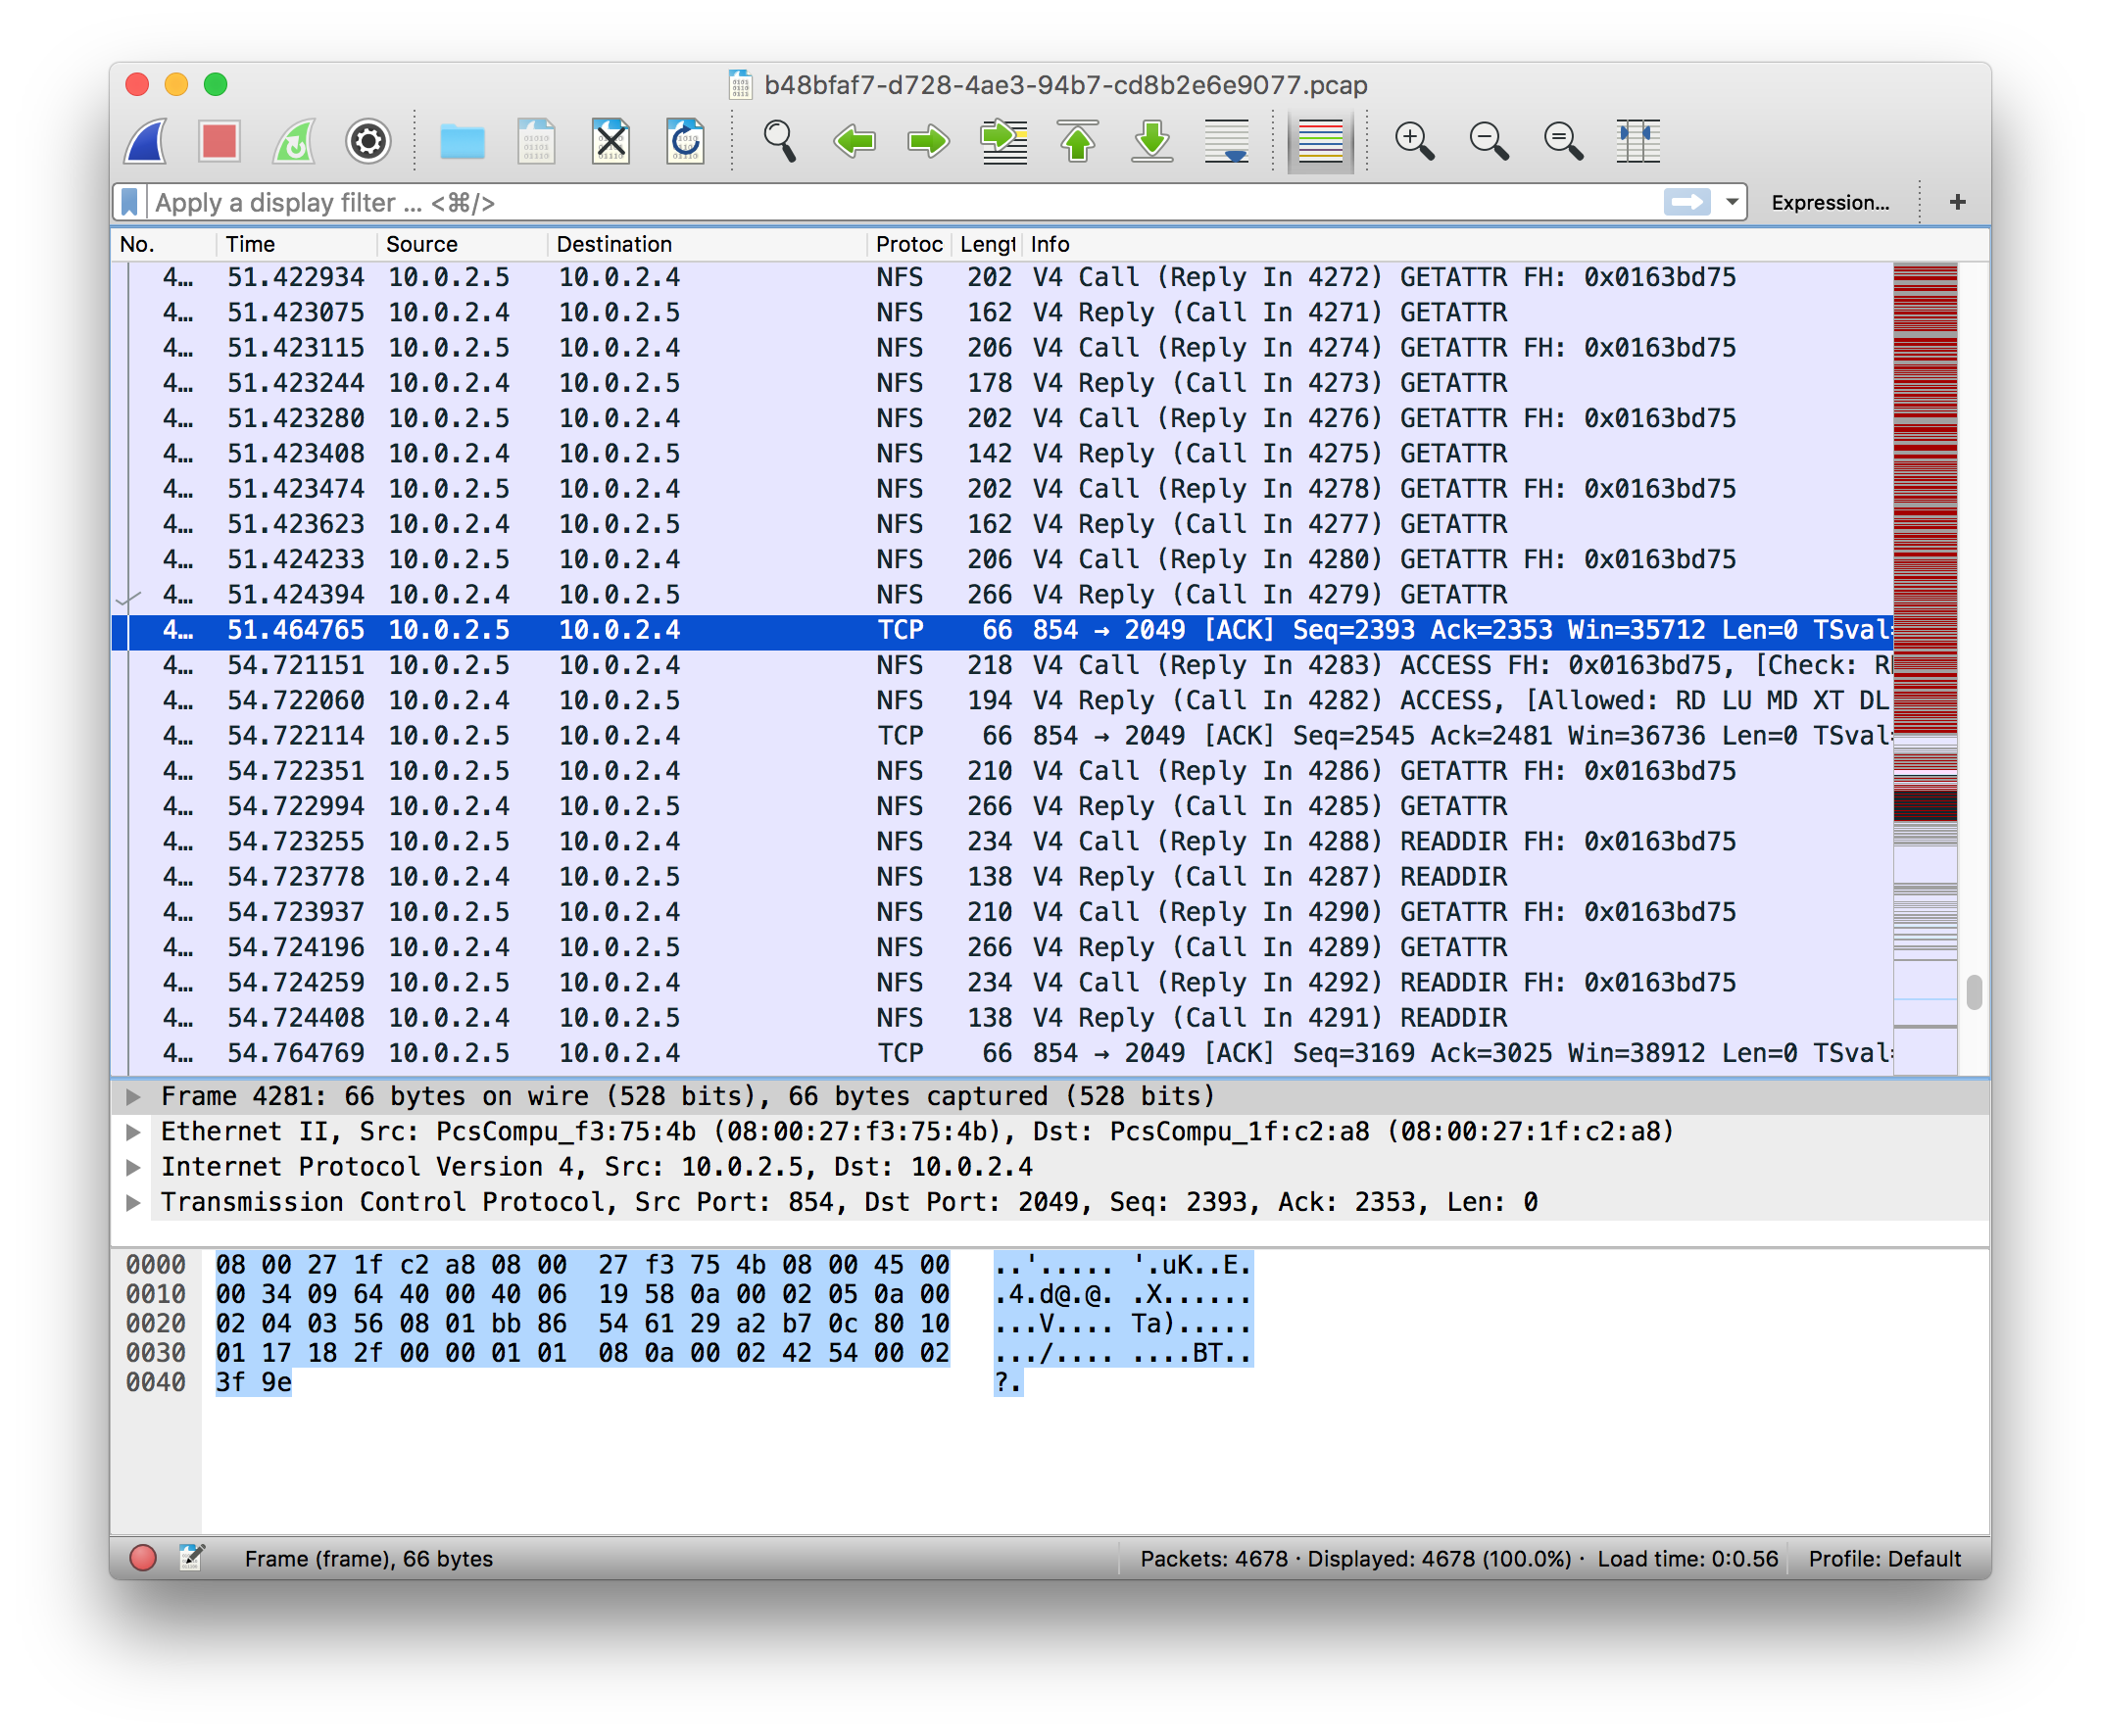 b48bfaf7-d728-4ae3-94b7-cd8b2e6e9077.pcap
Apply a display filter ... <⌘/> Expression... +
No. Time Source Destination Protoc Lengt Info
4… 51.422934 10.0.2.5 10.0.2.4 NFS 202 V4 Call (Reply In 4272) GETATTR FH: 0x0163bd75
4… 51.423075 10.0.2.4 10.0.2.5 NFS 162 V4 Reply (Call In 4271) GETATTR
4… 51.423115 10.0.2.5 10.0.2.4 NFS 206 V4 Call (Reply In 4274) GETATTR FH: 0x0163bd75
4… 51.423244 10.0.2.4 10.0.2.5 NFS 178 V4 Reply (Call In 4273) GETATTR
4… 51.423280 10.0.2.5 10.0.2.4 NFS 202 V4 Call (Reply In 4276) GETATTR FH: 0x0163bd75
4… 51.423408 10.0.2.4 10.0.2.5 NFS 142 V4 Reply (Call In 4275) GETATTR
4… 51.423474 10.0.2.5 10.0.2.4 NFS 202 V4 Call (Reply In 4278) GETATTR FH: 0x0163bd75
4… 51.423623 10.0.2.4 10.0.2.5 NFS 162 V4 Reply (Call In 4277) GETATTR
4… 51.424233 10.0.2.5 10.0.2.4 NFS 206 V4 Call (Reply In 4280) GETATTR FH: 0x0163bd75
4… 51.424394 10.0.2.4 10.0.2.5 NFS 266 V4 Reply (Call In 4279) GETATTR
4… 51.464765 10.0.2.5 10.0.2.4 TCP 66 854 → 2049 [ACK] Seq=2393 Ack=2353 Win=35712 Len=0 TSval=
4… 54.721151 10.0.2.5 10.0.2.4 NFS 218 V4 Call (Reply In 4283) ACCESS FH: 0x0163bd75, [Check: R
4… 54.722060 10.0.2.4 10.0.2.5 NFS 194 V4 Reply (Call In 4282) ACCESS, [Allowed: RD LU MD XT DL
4… 54.722114 10.0.2.5 10.0.2.4 TCP 66 854 → 2049 [ACK] Seq=2545 Ack=2481 Win=36736 Len=0 TSval=
4… 54.722351 10.0.2.5 10.0.2.4 NFS 210 V4 Call (Reply In 4286) GETATTR FH: 0x0163bd75
4… 54.722994 10.0.2.4 10.0.2.5 NFS 266 V4 Reply (Call In 4285) GETATTR
4… 54.723255 10.0.2.5 10.0.2.4 NFS 234 V4 Call (Reply In 4288) READDIR FH: 0x0163bd75
4… 54.723778 10.0.2.4 10.0.2.5 NFS 138 V4 Reply (Call In 4287) READDIR
4… 54.723937 10.0.2.5 10.0.2.4 NFS 210 V4 Call (Reply In 4290) GETATTR FH: 0x0163bd75
4… 54.724196 10.0.2.4 10.0.2.5 NFS 266 V4 Reply (Call In 4289) GETATTR
4… 54.724259 10.0.2.5 10.0.2.4 NFS 234 V4 Call (Reply In 4292) READDIR FH: 0x0163bd75
4… 54.724408 10.0.2.4 10.0.2.5 NFS 138 V4 Reply (Call In 4291) READDIR
4… 54.764769 10.0.2.5 10.0.2.4 TCP 66 854 → 2049 [ACK] Seq=3169 Ack=3025 Win=38912 Len=0 TSval=
Frame 4281: 66 bytes on wire (528 bits), 66 bytes captured (528 bits)
Ethernet II, Src: PcsCompu_f3:75:4b (08:00:27:f3:75:4b), Dst: PcsCompu_1f:c2:a8 (08:00:27:1f:c2:a8)
Internet Protocol Version 4, Src: 10.0.2.5, Dst: 10.0.2.4
Transmission Control Protocol, Src Port: 854, Dst Port: 2049, Seq: 2393, Ack: 2353, Len: 0
0000 08 00 27 1f c2 a8 08 00 27 f3 75 4b 08 00 45 00 ..'..... '.uK..E.
0010 00 34 09 64 40 00 40 06 19 58 0a 00 02 05 0a 00 .4.d@.@. .X......
0020 02 04 03 56 08 01 bb 86 54 61 29 a2 b7 0c 80 10 ...V.... Ta).....
0030 01 17 18 2f 00 00 01 01 08 0a 00 02 42 54 00 02 .../.... ....BT..
0040 3f 9e ?.
Frame (frame), 66 bytes Packets: 4678 · Displayed: 4678 (100.0%) · Load time: 0:0.56 Profile: Default